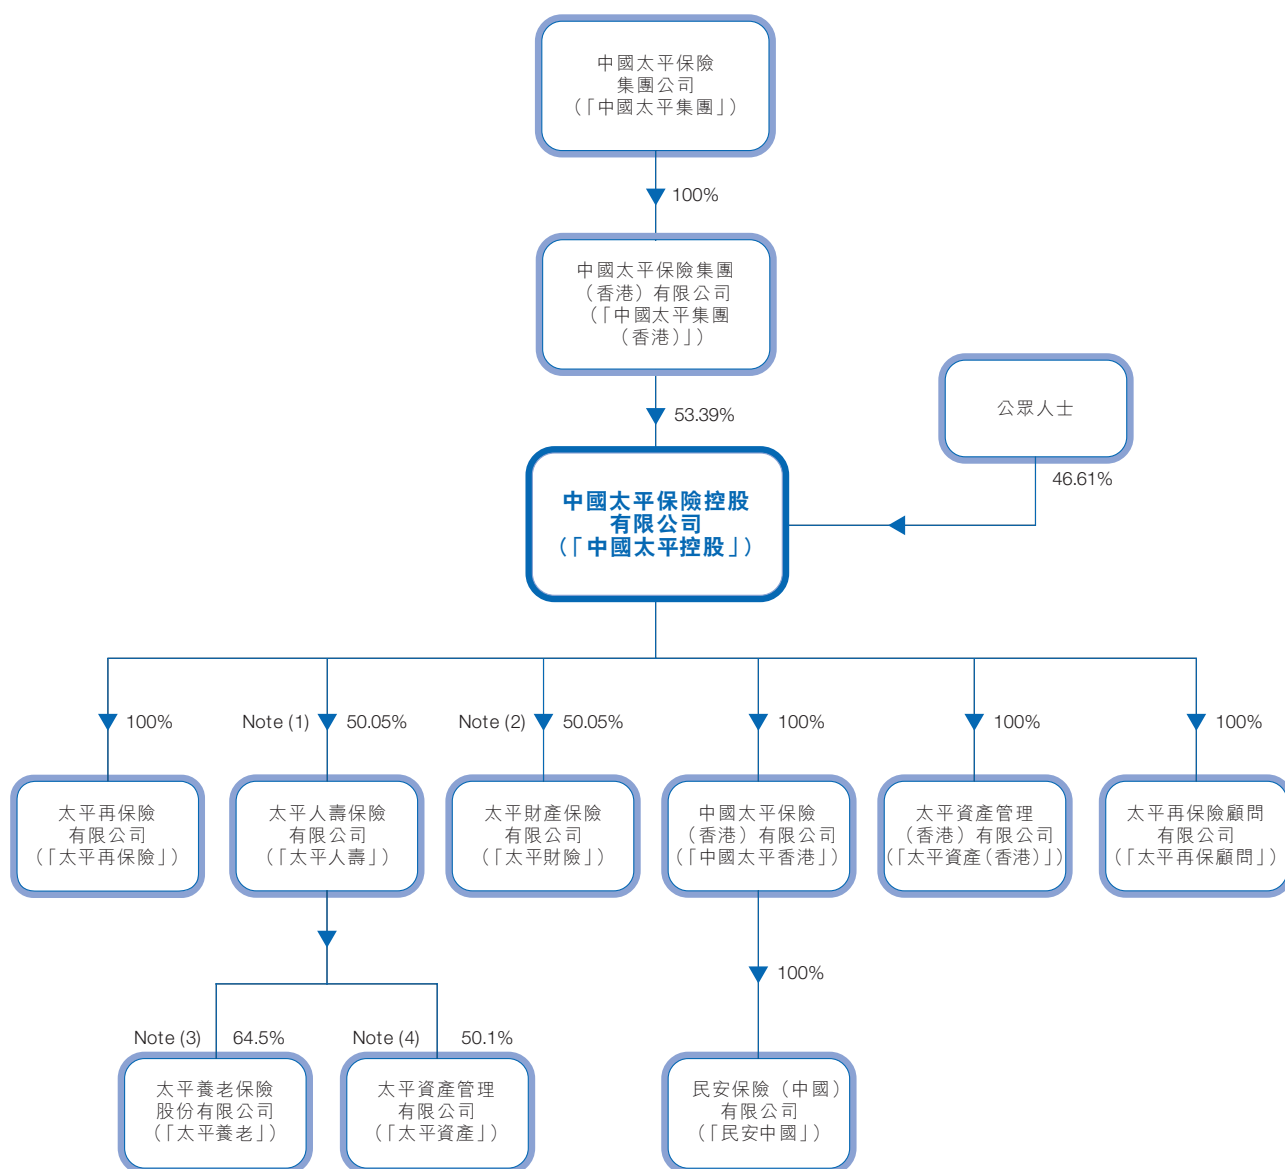 中國太平保險
集團公司
(「中國太平集團」)
100%
中國太平保險集團
(香港)有限公司
(「中國太平集團
(香港)」)
53.39%
公眾人士
46.61%
中國太平保險控股
有限公司
(「中國太平控股」)
100%
Note (1) 50.05%
Note (2) 50.05%
100%
100%
100%
太平再保險
有限公司
(「太平再保險」)
太平人壽保險
有限公司
(「太平人壽」)
太平財產保險
有限公司
(「太平財險」)
中國太平保險
(香港)有限公司
(「中國太平香港」)
太平資產管理
(香港)有限公司
(「太平資產(香港)」)
太平再保險顧問
有限公司
(「太平再保顧問」)
100%
Note (3) 64.5%
Note (4) 50.1%
太平養老保險
股份有限公司
(「太平養老」)
太平資產管理
有限公司
(「太平資產」)
民安保險(中國)
有限公司
(「民安中國」)